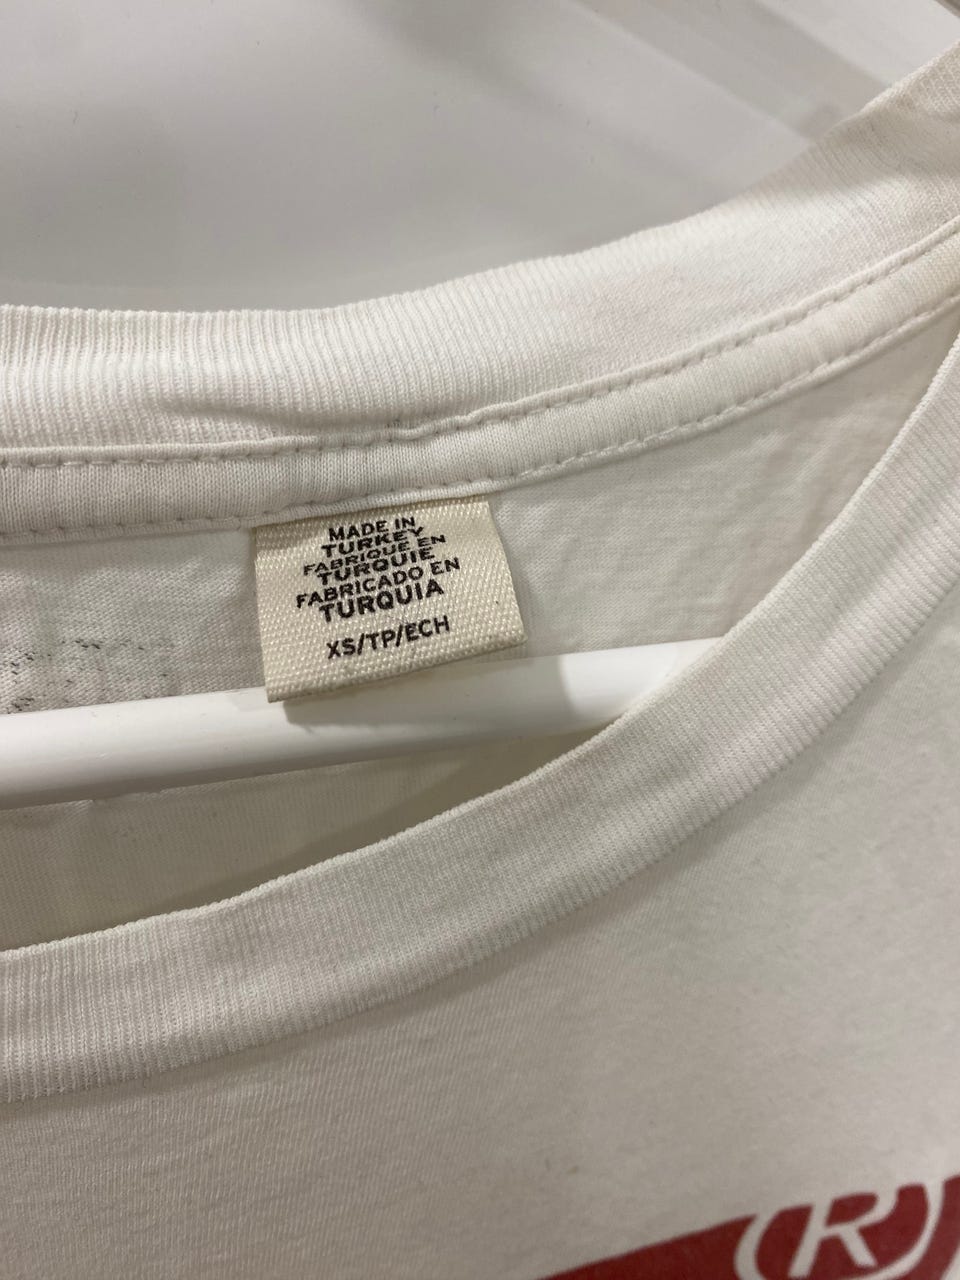 MADE IN
TURKEY
FABRIQUE EN
TURQUIE
FABRICADO EN
TURQUIA
XS/TP/ECH
®